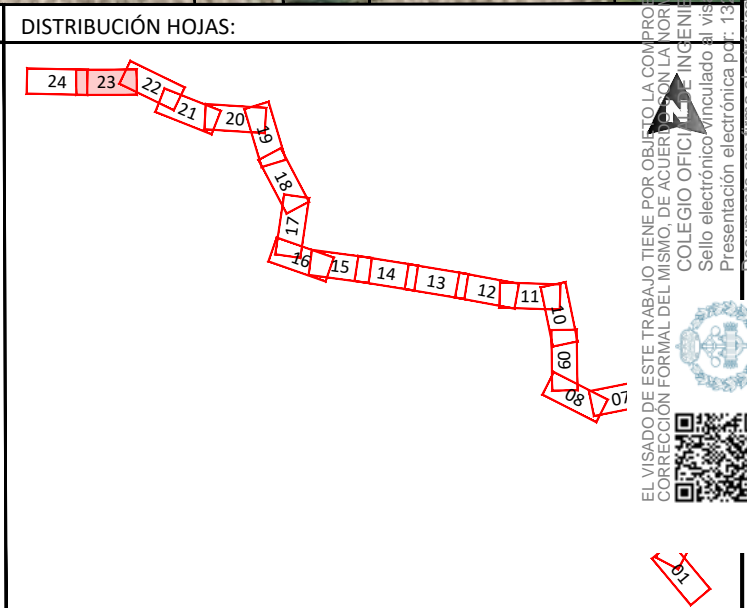 DISTRIBUCIÓN HOJAS:
24
23
22
21
20
19
18
17
16
15
14
13
12
11
10
09
08
07
01
N
EL VISADO DE ESTE TRABAJO TIENE POR OBJETO LA COMPRO
CORRECCIÓN FORMAL DEL MISMO, DE ACUERDO CON LA NOR
COLEGIO OFICI DE INGENIE
Sello electrónico vinculado al vis
Presentación electrónica por: 13